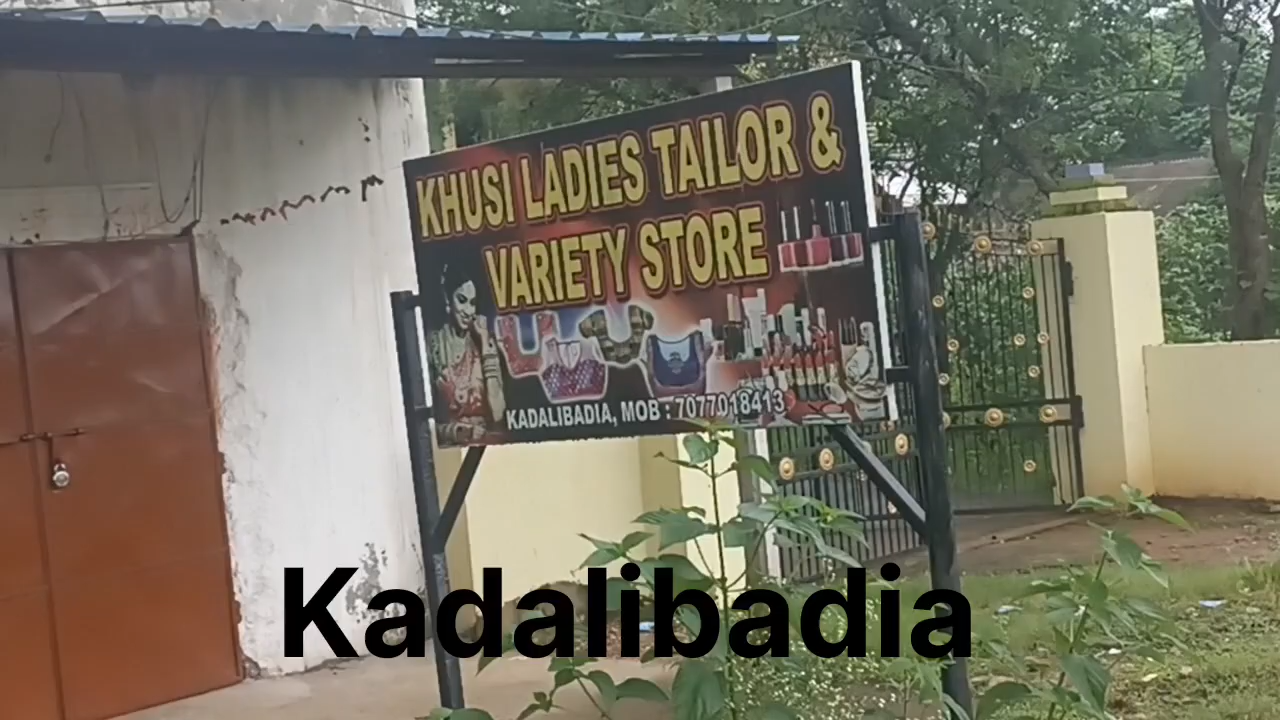 KHUSI LADIES TAILOR &
VARIETY STORE
KADALIBADIA, MOB : 7077018413
Kadalibadia